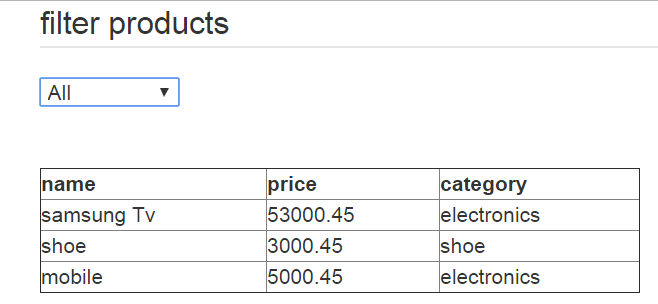 filter products
All
name price category
samsung Tv 53000.45 electronics
shoe 3000.45 shoe
mobile 5000.45 electronics